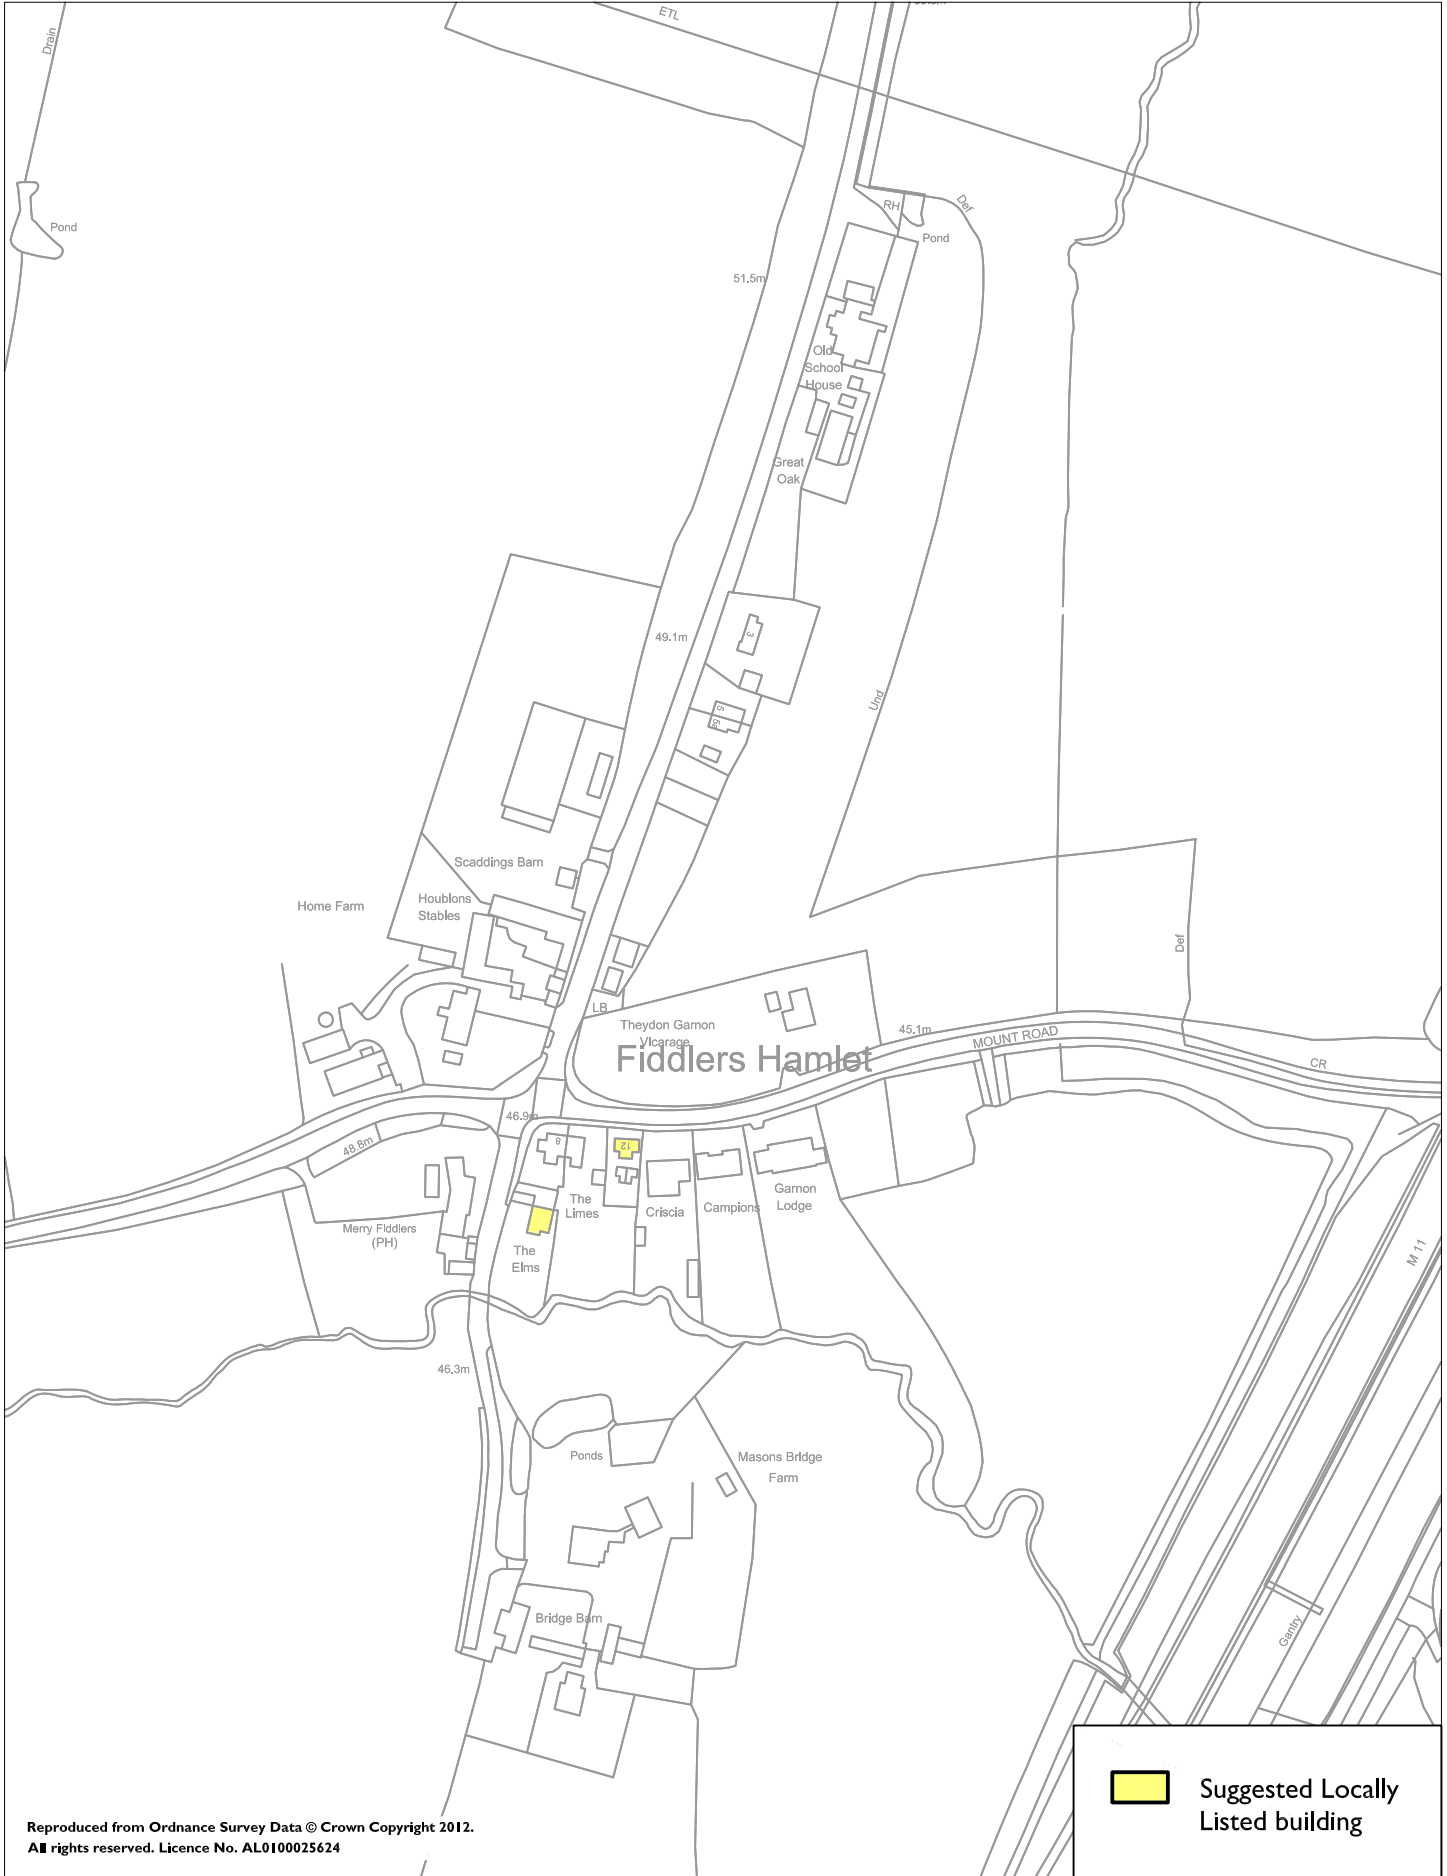 ETL
Drain
Pond
RH
Def
Pond
51.5m
Old
School
House
Great
Oak
3
49.1m
Und
5
5a
Scaddings Barn
Houblons
Stables
Home Farm
Def
LB
Theydon Garnon
Vicarage
45.1m
MOUNT ROAD
Fiddlers Hamlet
CR
46.9m
48.8m
8
12
The
Limes
Criscia
Campions
Garnon
Lodge
Merry Fiddlers
(PH)
The
Elms
M 11
46.3m
Ponds
Masons Bridge
Farm
Bridge Barn
Gantry
Suggested Locally
Listed building
Reproduced from Ordnance Survey Data © Crown Copyright 2012.
All rights reserved. Licence No. AL0100025624